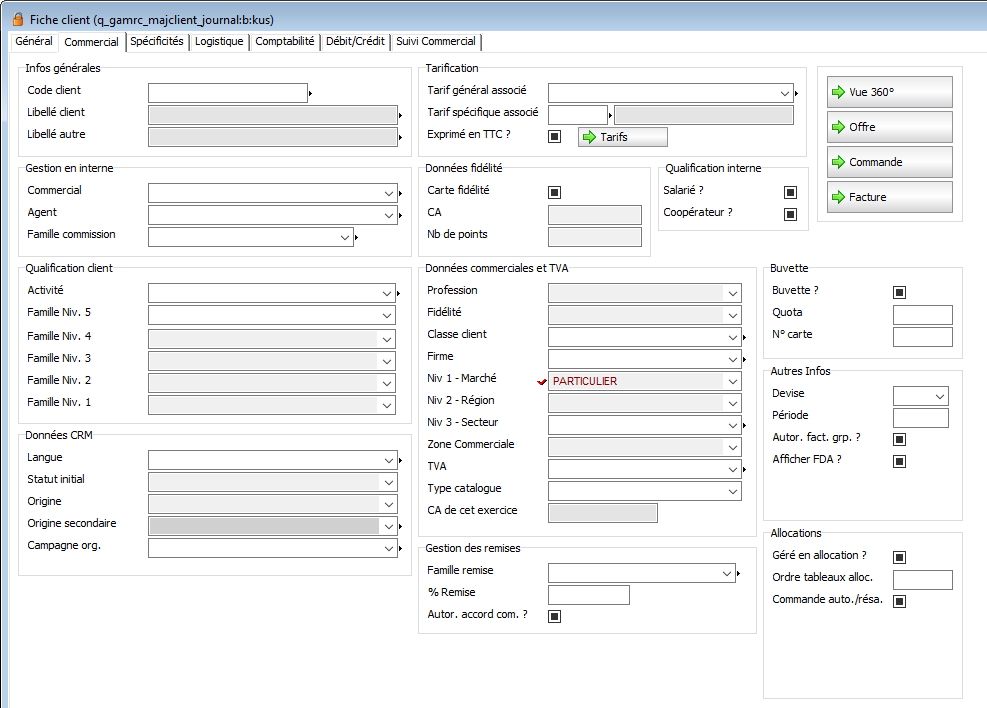 Fiche client (q_gamrc_majclient_journal:b:kus)
Général Commercial Spécificités Logistique Comptabilité Débit/Crédit Suivi Commercial
Infos générales
Code client
Libellé client
Libellé autre
Tarification
Tarif général associé
Tarif spécifique associé
Exprimé en TTC ? Tarifs
Vue 360°
Offre
Commande
Facture
Gestion en interne
Commercial
Agent
Famille commission
Données fidélité
Carte fidélité
CA
Nb de points
Qualification interne
Salarié ?
Coopérateur ?
Qualification client
Activité
Famille Niv. 5
Famille Niv. 4
Famille Niv. 3
Famille Niv. 2
Famille Niv. 1
Données commerciales et TVA
Profession
Fidélité
Classe client
Firme
Niv 1 - Marché PARTICULIER
Niv 2 - Région
Niv 3 - Secteur
Zone Commerciale
TVA
Type catalogue
CA de cet exercice
Buvette
Buvette ?
Quota
N° carte
Autres Infos
Devise
Période
Autor. fact. grp. ?
Afficher FDA ?
Données CRM
Langue
Statut initial
Origine
Origine secondaire
Campagne org.
Gestion des remises
Famille remise
% Remise
Autor. accord com. ?
Allocations
Géré en allocation ?
Ordre tableaux alloc.
Commande auto./résa.